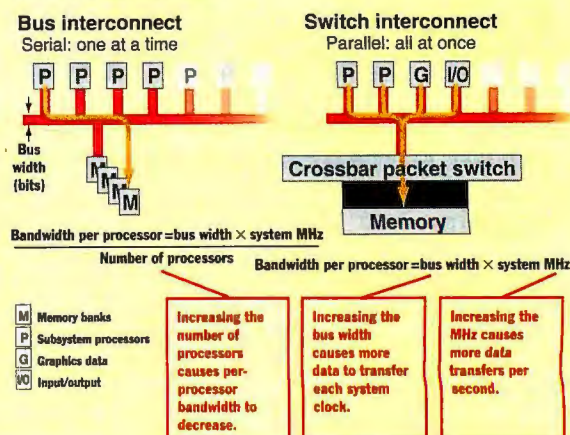 Bus interconnect
Serial: one at a time
P P P P P
Bus
width
(bits)
M
M
M
M
Bandwidth per processor=bus width × system MHz
Number of processors
Switch interconnect
Parallel: all at once
P P G I/O
Crossbar packet switch
Memory
Bandwidth per processor=bus width × system MHz
M Memory banks
P Subsystem processors
G Graphics data
I/O Input/output
Increasing the
number of
processors
causes per-
processor
bandwidth to
decrease.
Increasing the
bus width
causes more
data to transfer
each system
clock.
Increasing the
MHz causes
more data
transfers per
second.